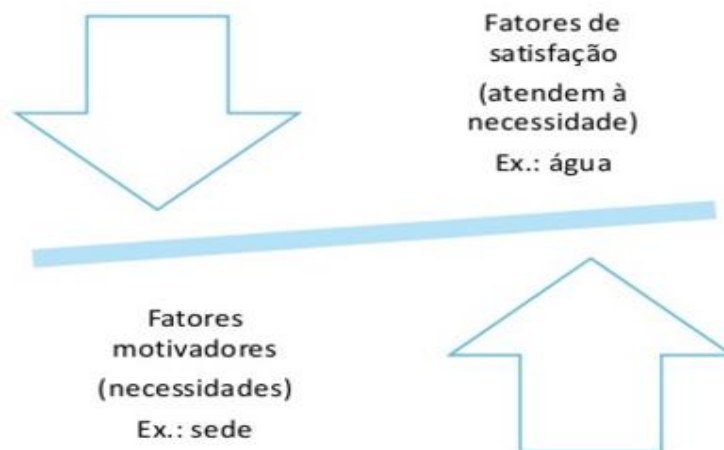 Fatores de
satisfação
(atendem à
necessidade)
Ex.: água
Fatores
motivadores
(necessidades)
Ex.: sede